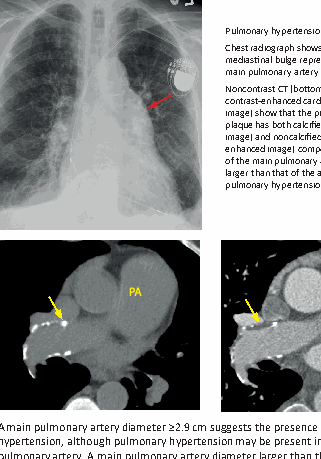 Pulmonary hypertensio
Chest radiograph shows
mediastinal bulge repre
main pulmonary artery
Noncontrast CT (bottom
contrast-enhanced card
image) show that the pr
plaque has both calcifie
image) and noncalcified
enhanced image) compo
of the main pulmonary
larger than that of the a
pulmonary hypertensio
PA
A main pulmonary artery diameter ≥2.9 cm suggests the presence
hypertension, although pulmonary hypertension may be present in
pulmonary artery. A main pulmonary artery diameter larger than th